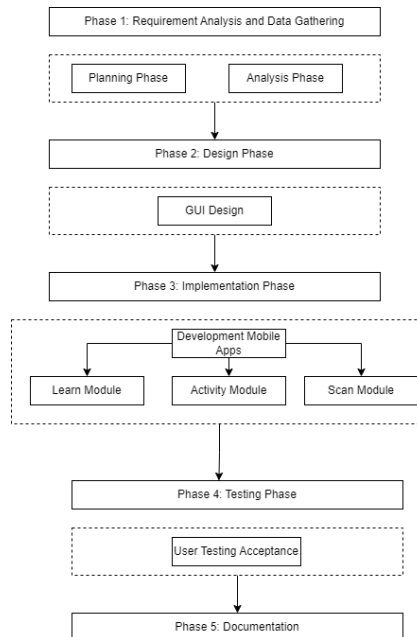 Phase 1: Requirement Analysis and Data Gathering
Planning Phase
Analysis Phase
Phase 2: Design Phase
GUI Design
Phase 3: Implementation Phase
Development Mobile
Apps
Learn Module
Activity Module
Scan Module
Phase 4: Testing Phase
User Testing Acceptance
Phase 5: Documentation